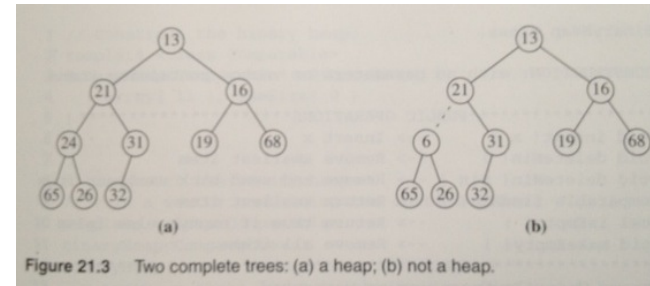 13 13
21 16 21 16
24 31 19 68 6 31 19 68
65 26 32 65 26 32
(a) (b)
Figure 21.3 Two complete trees: (a) a heap; (b) not a heap.